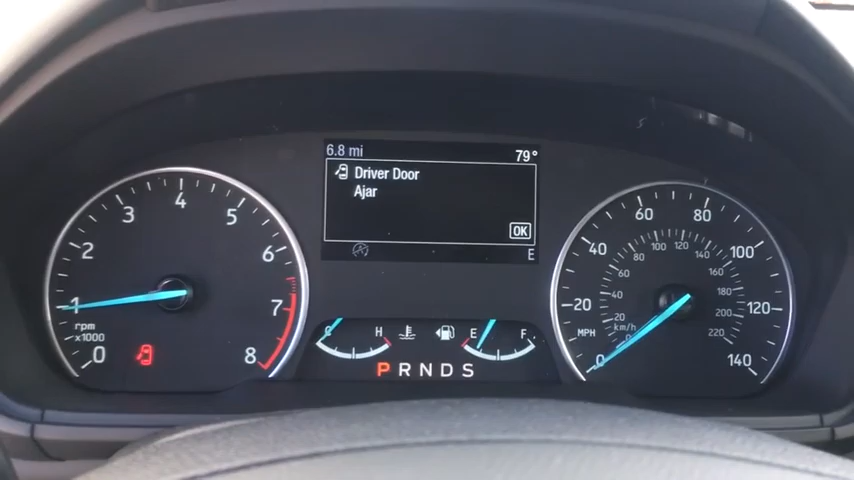 6.8 mi 79°
Driver Door
Ajar
OK
E
0 1 2 3 4 5 6 7 8
rpm
x1000
C H
E F
P R N D S
0 20 40 60 80 100 120 140
MPH
km/h
0 20 40 60 80 100 120 140 160 180 200 220